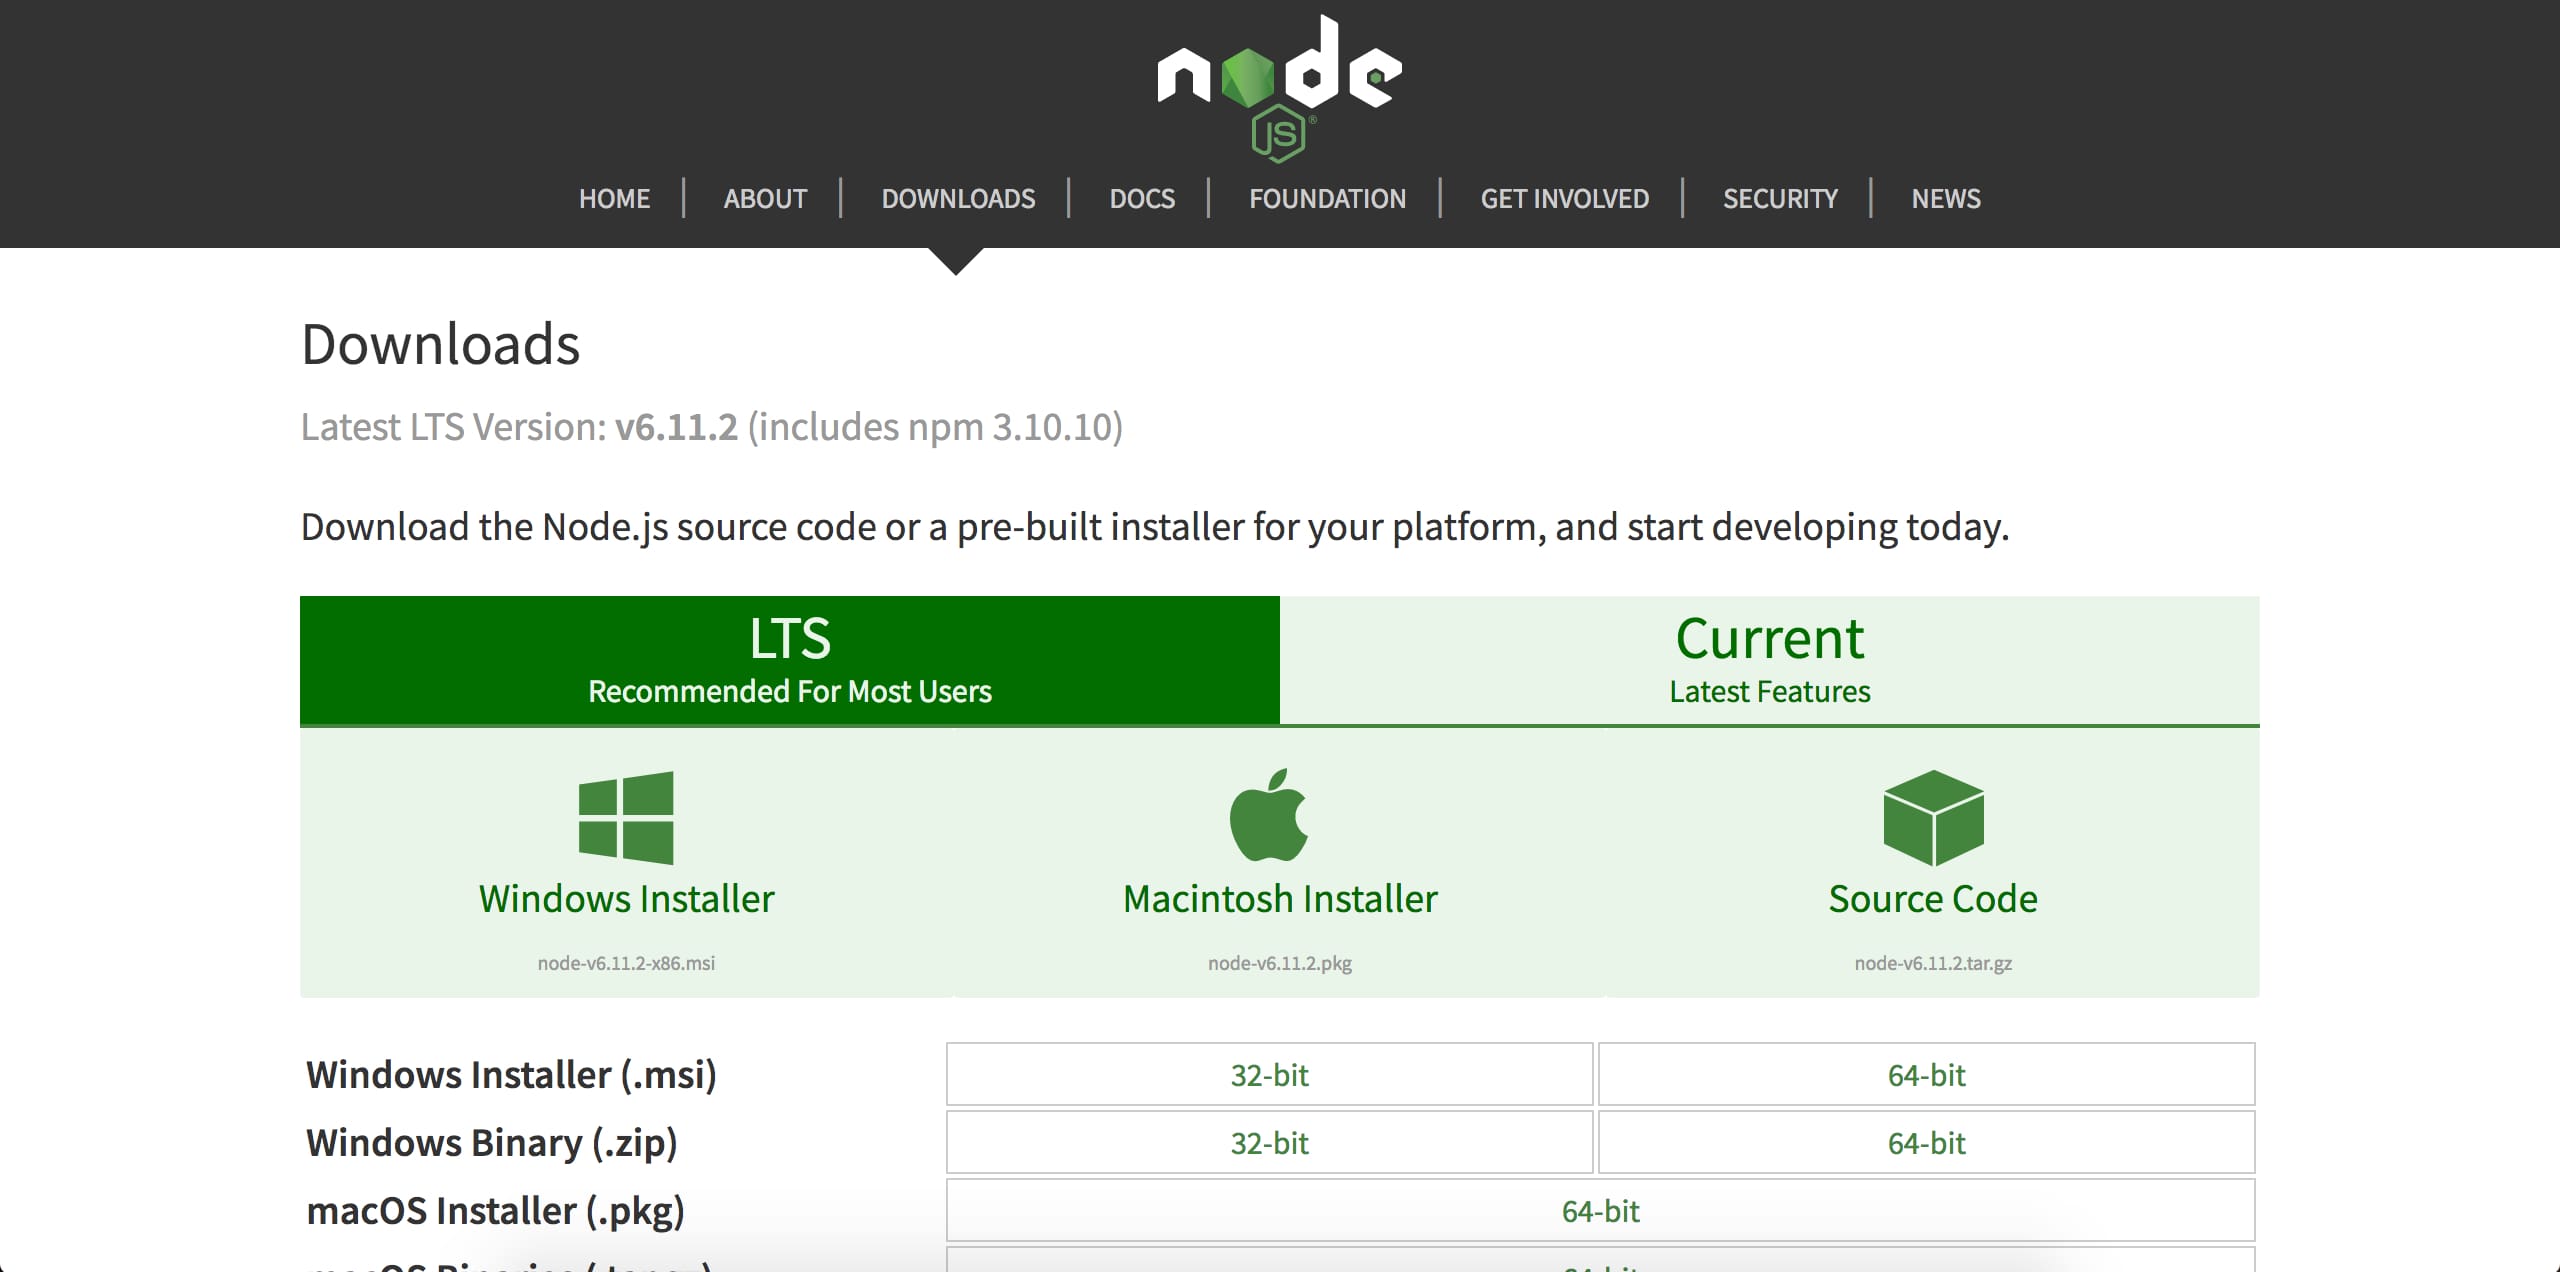 node
JS ®
HOME | ABOUT | DOWNLOADS | DOCS | FOUNDATION | GET INVOLVED | SECURITY | NEWS
Downloads
Latest LTS Version: v6.11.2 (includes npm 3.10.10)
Download the Node.js source code or a pre-built installer for your platform, and start developing today.
LTS Current
Recommended For Most Users Latest Features
Windows Installer Macintosh Installer Source Code
node-v6.11.2-x86.msi node-v6.11.2.pkg node-v6.11.2.tar.gz
Windows Installer (.msi) 32-bit 64-bit
Windows Binary (.zip) 32-bit 64-bit
macOS Installer (.pkg) 64-bit